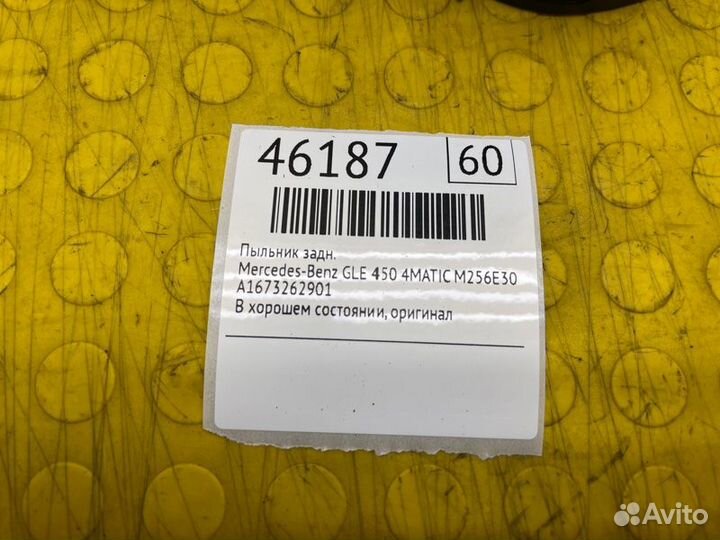 46187 60
Пыльник задн.
Mercedes-Benz GLE 450 4MATIC M256E30
A1673262901
В хорошем состоянии, оригинал
Avito